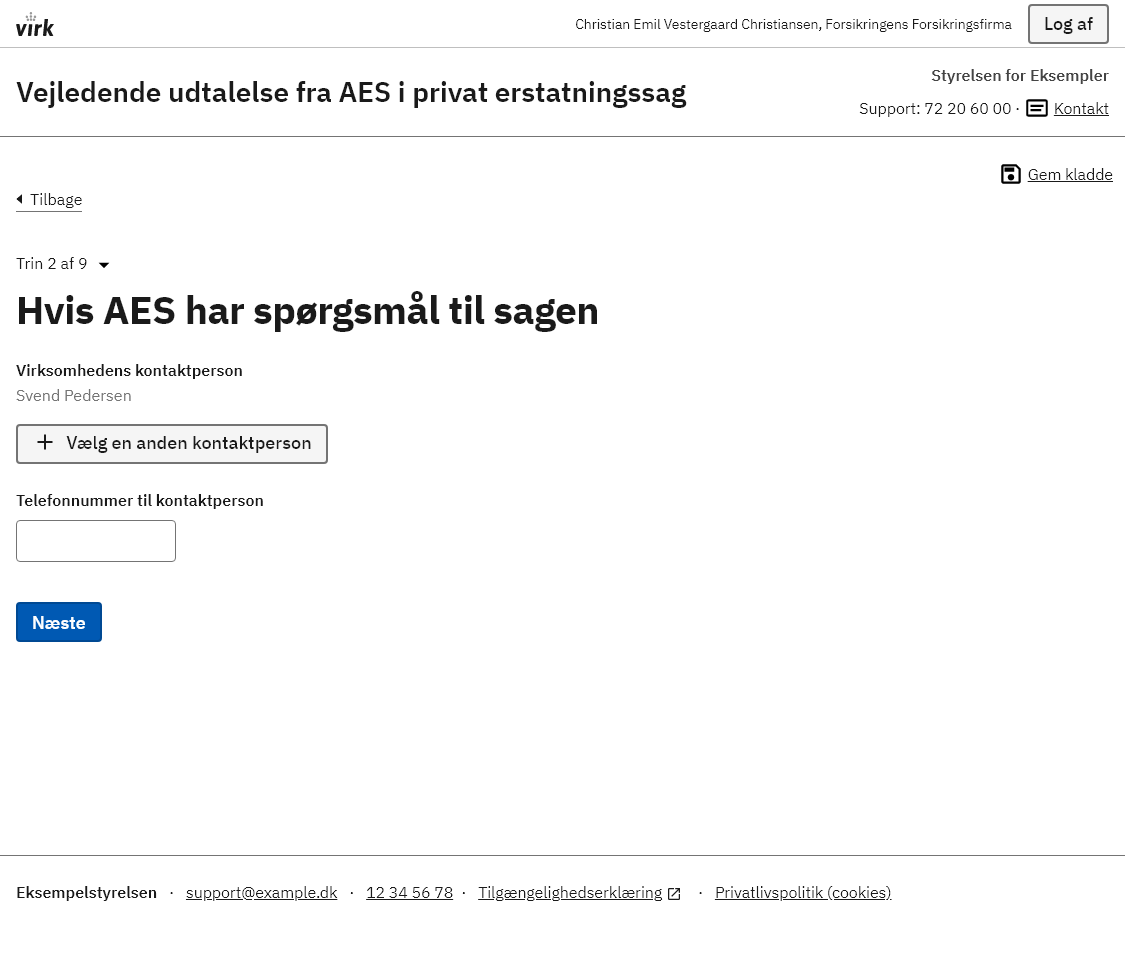 virk
Christian Emil Vestergaard Christiansen, Forsikringens Forsikringsfirma
Log af
Vejledende udtalelse fra AES i privat erstatningssag
Styrelsen for Eksempler
Support: 72 20 60 00 · Kontakt
Gem kladde
Tilbage
Trin 2 af 9
Hvis AES har spørgsmål til sagen
Virksomhedens kontaktperson
Svend Pedersen
Vælg en anden kontaktperson
Telefonnummer til kontaktperson
Næste
Eksempelstyrelsen · support@example.dk · 12 34 56 78 · Tilgængelighedserklæring · Privatlivspolitik (cookies)